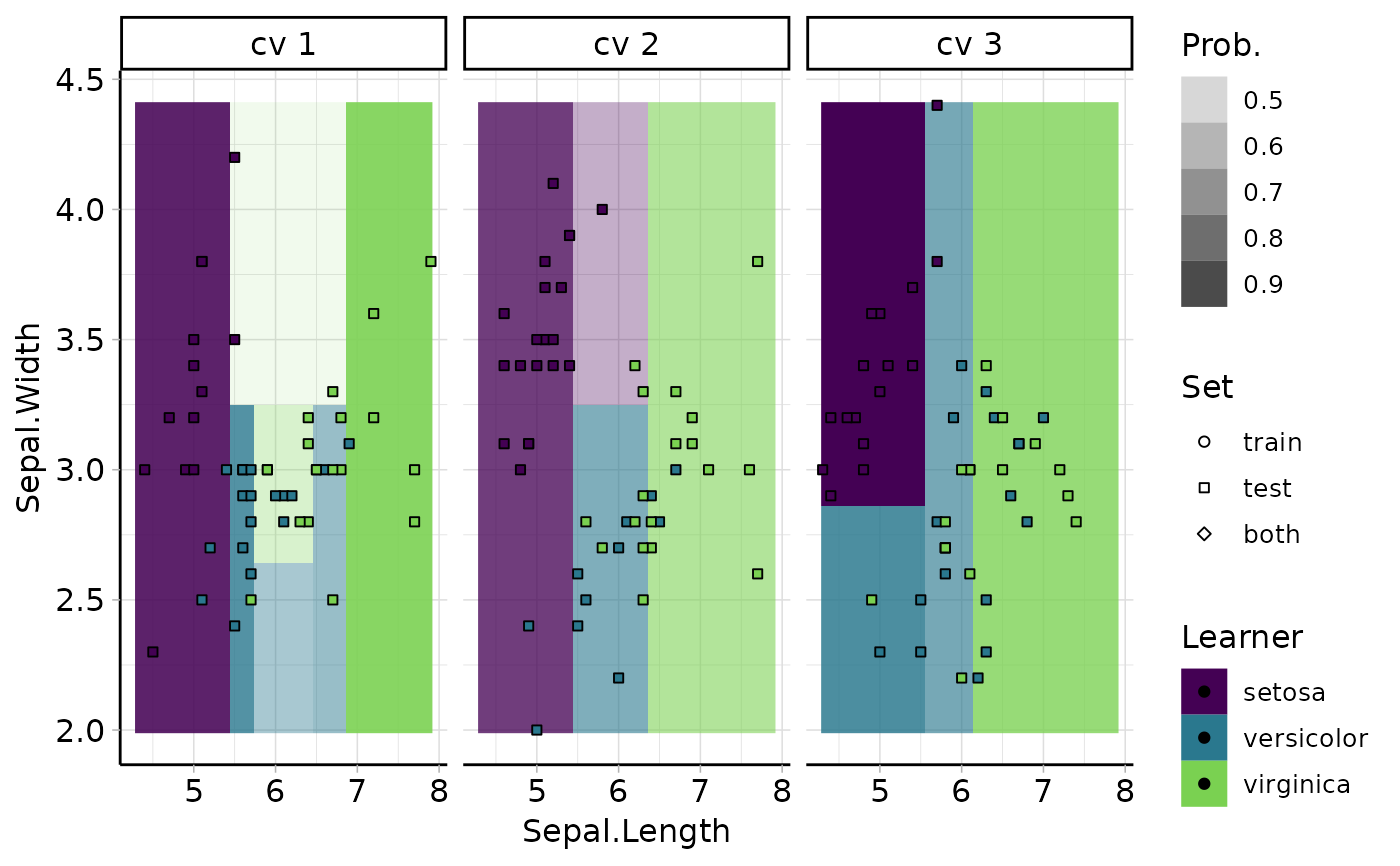 cv 1
cv 2
cv 3
Prob.
0.5
0.6
0.7
0.8
0.9
Set
train
test
both
Learner
setosa
versicolor
virginica
Sepal.Width
4.5
4.0
3.5
3.0
2.5
2.0
5 6 7 8
5 6 7 8
5 6 7 8
Sepal.Length